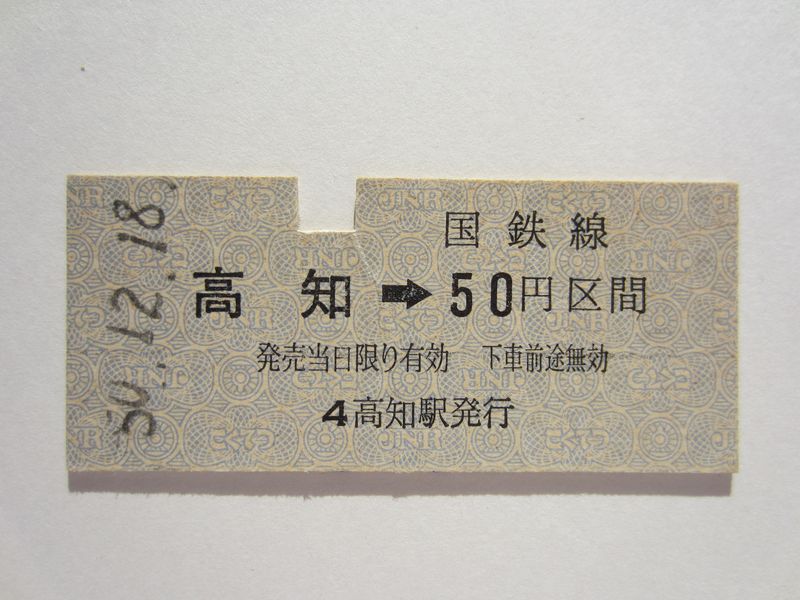 50.12.18.
国鉄線
高知➡50円区間
発売当日限り有効 下車前途無効
4高知駅発行